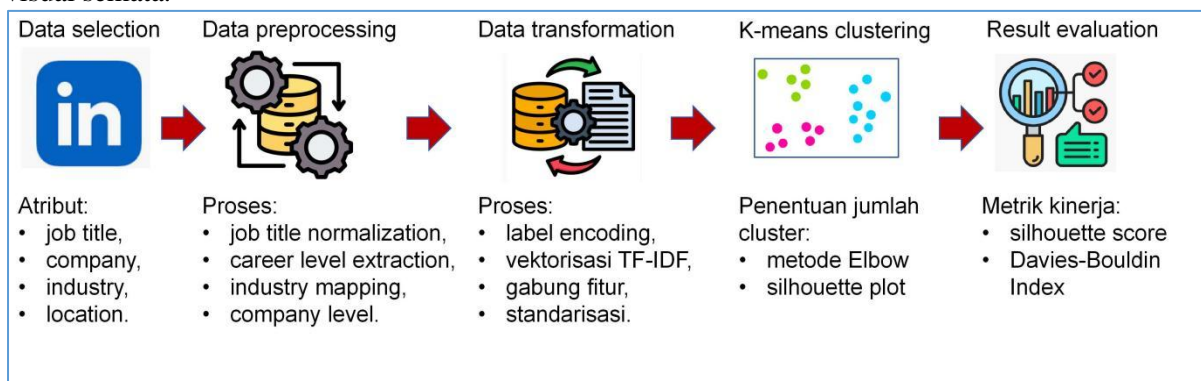 visual semata.
Data selection
in
Atribut:
• job title,
• company,
• industry,
• location.
Data preprocessing
Proses:
• job title normalization,
• career level extraction,
• industry mapping,
• company level.
Data transformation
Proses:
• label encoding,
• vektorisasi TF-IDF,
• gabung fitur,
• standarisasi.
K-means clustering
Penentuan jumlah
cluster:
• metode Elbow
• silhouette plot
Result evaluation
Metrik kinerja:
• silhouette score
• Davies-Bouldin
Index